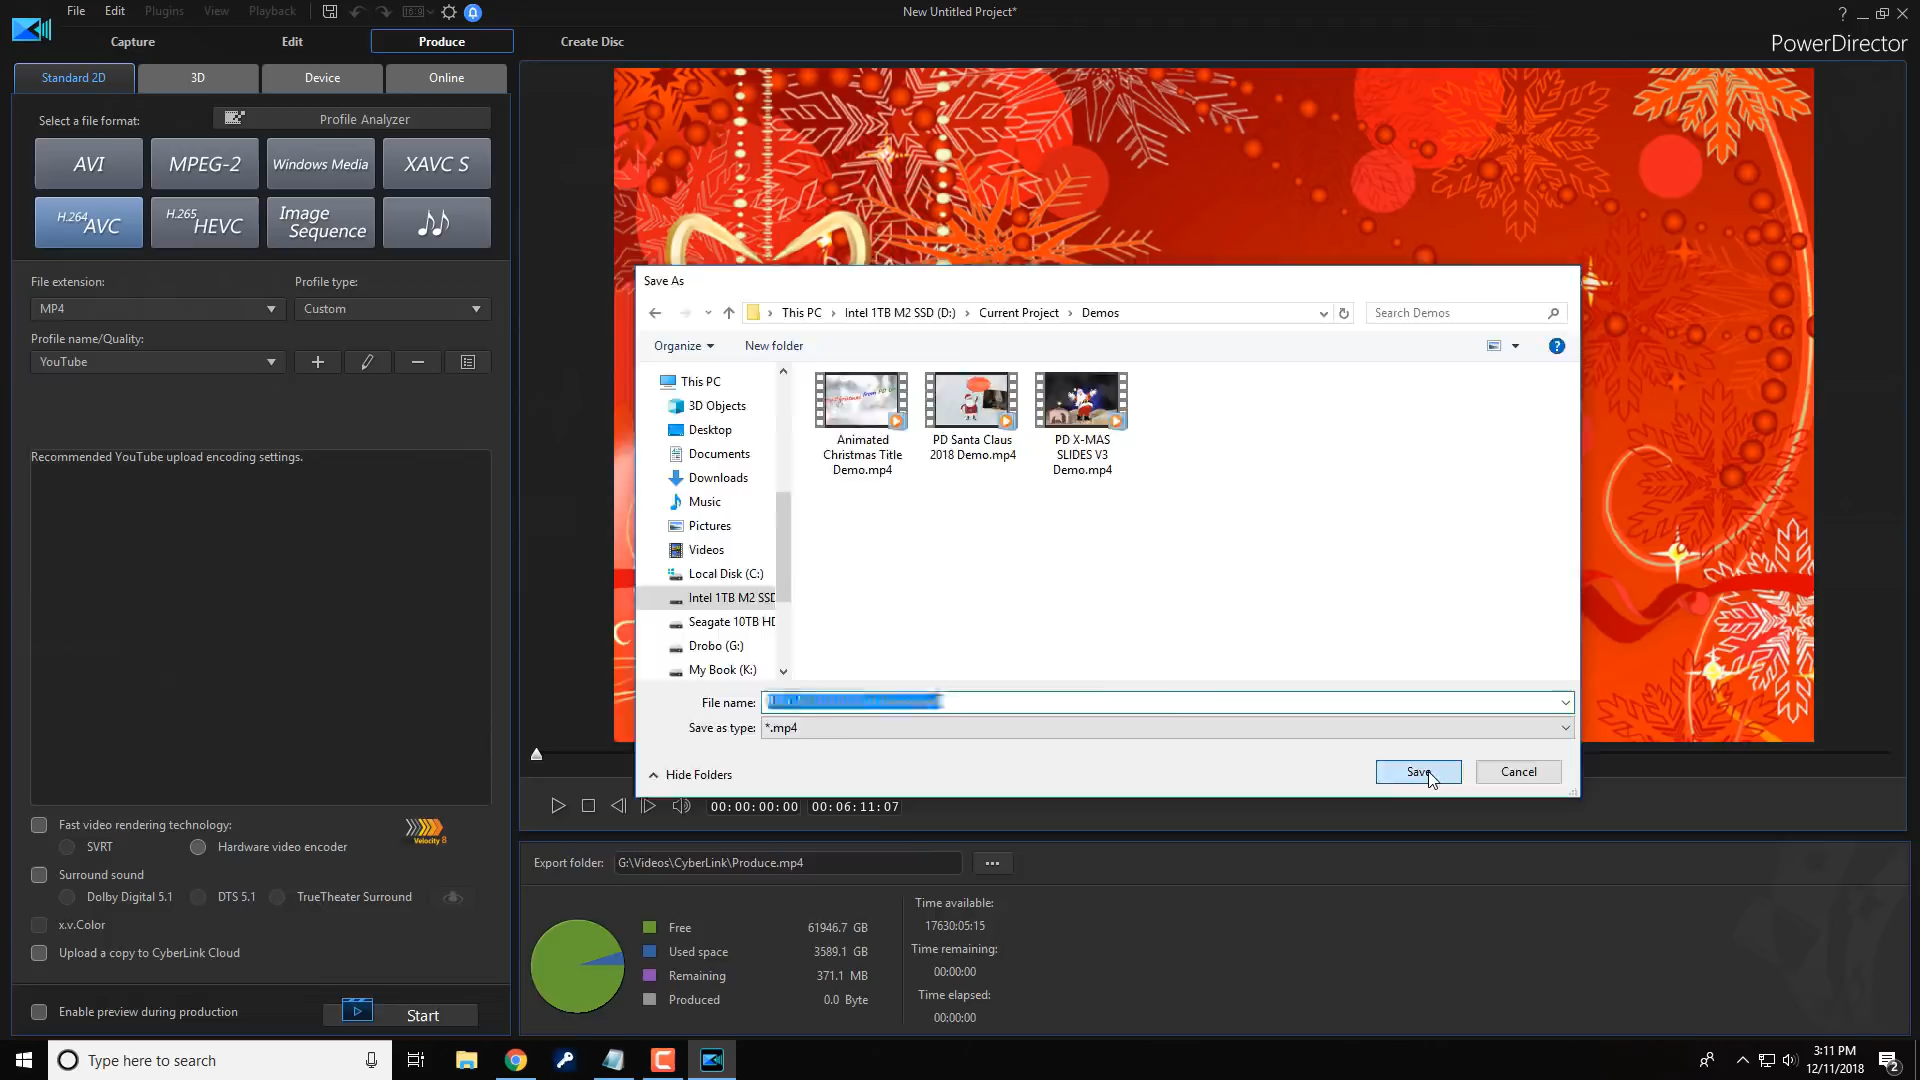 File Edit Plugins View Playback
New Untitled Project*
?
Capture Edit Produce Create Disc
PowerDirector
Standard 2D 3D Device Online
Select a file format: Profile Analyzer
AVI MPEG-2 Windows Media XAVC S
H.264 AVC H.265 HEVC Image Sequence
File extension: Profile type:
MP4 Custom
Profile name/Quality:
YouTube
Recommended YouTube upload encoding settings.
Fast video rendering technology:
Velocity 8
SVRT Hardware video encoder
Surround sound
Dolby Digital 5.1 DTS 5.1 TrueTheater Surround
x.v.Color
Upload a copy to CyberLink Cloud
Enable preview during production
Start
Save As
This PC › Intel 1TB M2 SSD (D:) › Current Project › Demos
Search Demos
Organize New folder
?
This PC
3D Objects
Desktop
Documents
Downloads
Music
Pictures
Videos
Local Disk (C:)
Intel 1TB M2 SSD
Seagate 10TB HD
Drobo (G:)
My Book (K:)
Animated
Christmas Title
Demo.mp4
PD Santa Claus
2018 Demo.mp4
PD X-MAS
SLIDES V3
Demo.mp4
File name:
Save as type: *.mp4
Hide Folders
Save Cancel
00:00:00:00 00:06:11:07
Export folder: G:\Videos\CyberLink\Produce.mp4 ...
Free 61946.7 GB
Used space 3589.1 GB
Remaining 371.1 MB
Produced 0.0 Byte
Time available:
17630:05:15
Time remaining:
00:00:00
Time elapsed:
00:00:00
Type here to search
3:11 PM
12/11/2018
2